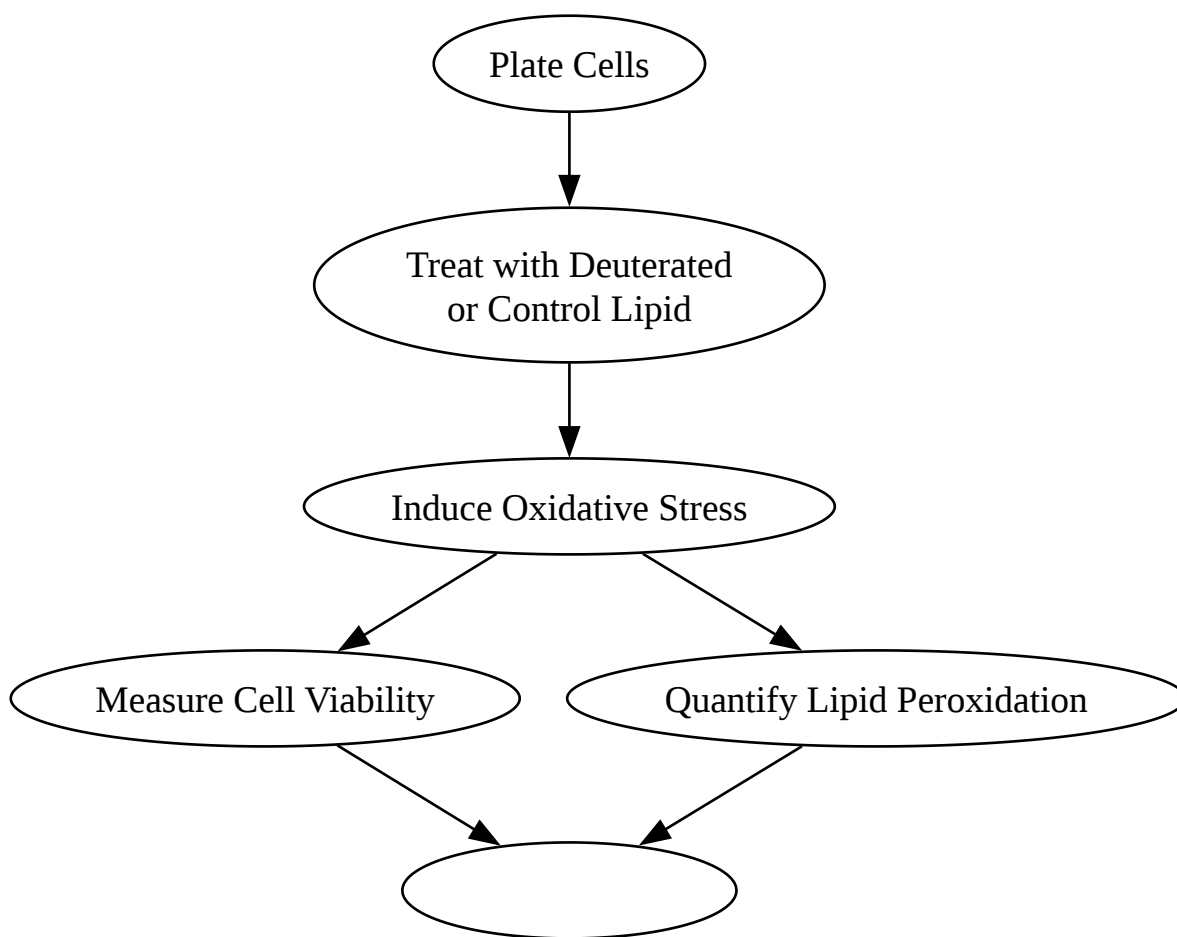 Plate Cells
Treat with Deuterated
or Control Lipid
Induce Oxidative Stress
Measure Cell Viability
Quantify Lipid Peroxidation